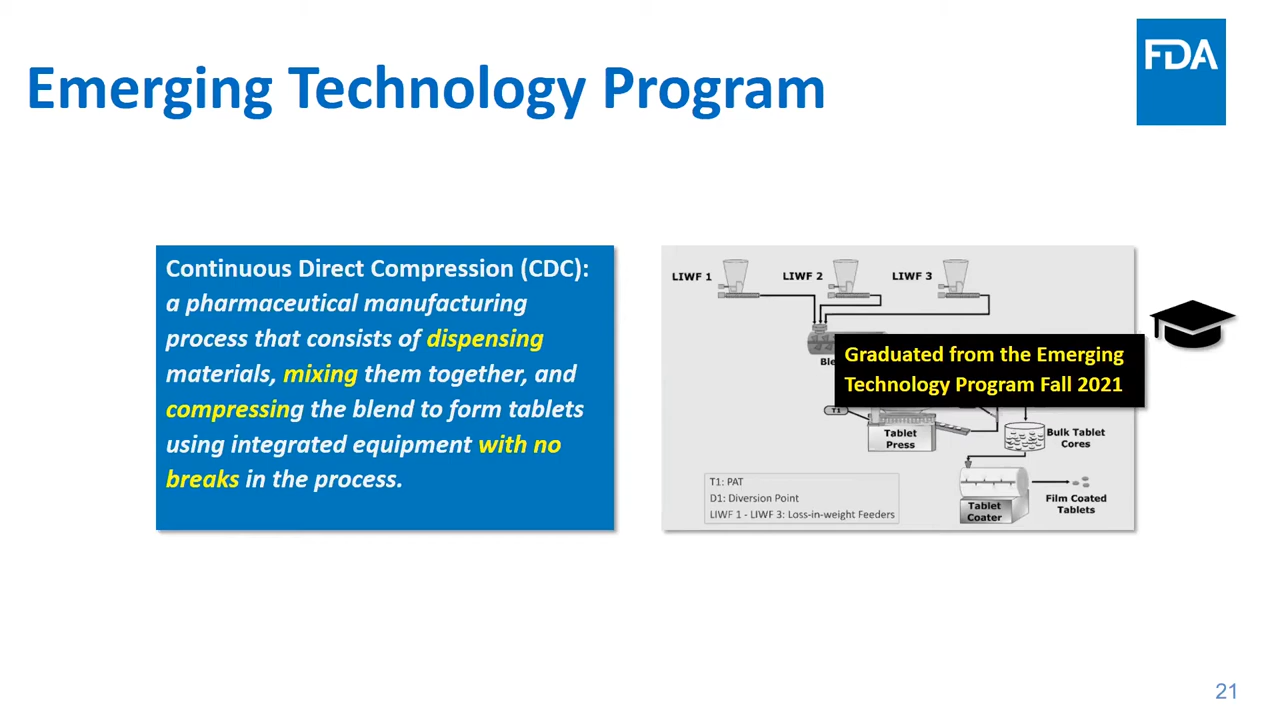 FDA
Emerging Technology Program
Continuous Direct Compression (CDC):
a pharmaceutical manufacturing
process that consists of dispensing
materials, mixing them together, and
compressing the blend to form tablets
using integrated equipment with no
breaks in the process.
LIWF 1
LIWF 2
LIWF 3
Graduated from the Emerging
Technology Program Fall 2021
T1
Tablet
Press
Bulk Tablet
Cores
Tablet
Coater
Film Coated
Tablets
T1: PAT
D1: Diversion Point
LIWF 1 - LIWF 3: Loss-in-weight Feeders
21